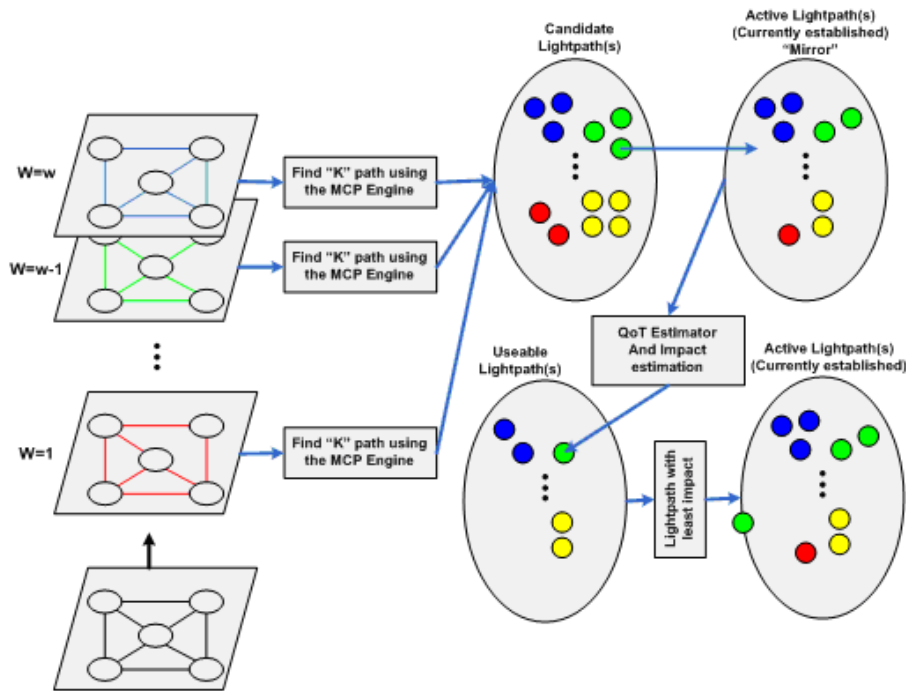 Candidate
Lightpath(s)
Active Lightpath(s)
(Currently established)
“Mirror”
W=w
Find “K” path using
the MCP Engine
W=w-1
Find “K” path using
the MCP Engine
QoT Estimator
And Impact
estimation
Useable
Lightpath(s)
Active Lightpath(s)
(Currently established)
W=1
Find “K” path using
the MCP Engine
Lightpath with
least impact